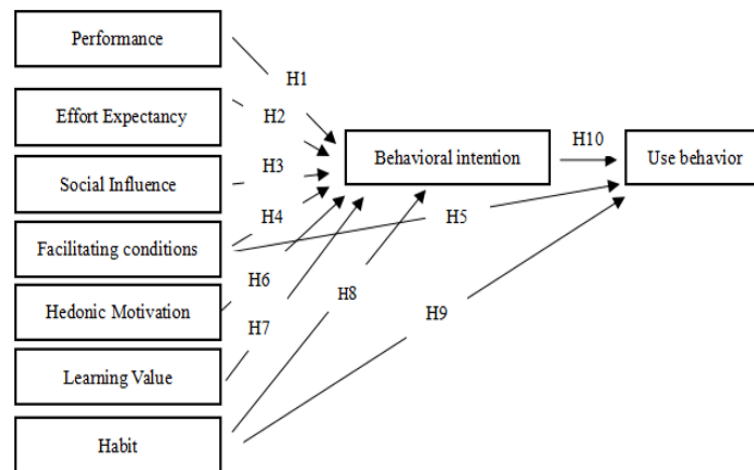 Performance
H1
Effort Expectancy
H2
H10
Behavioral intention
Use behavior
H3
Social Influence
H4
H5
Facilitating conditions
H6
H8
Hedonic Motivation
H9
H7
Learning Value
Habit